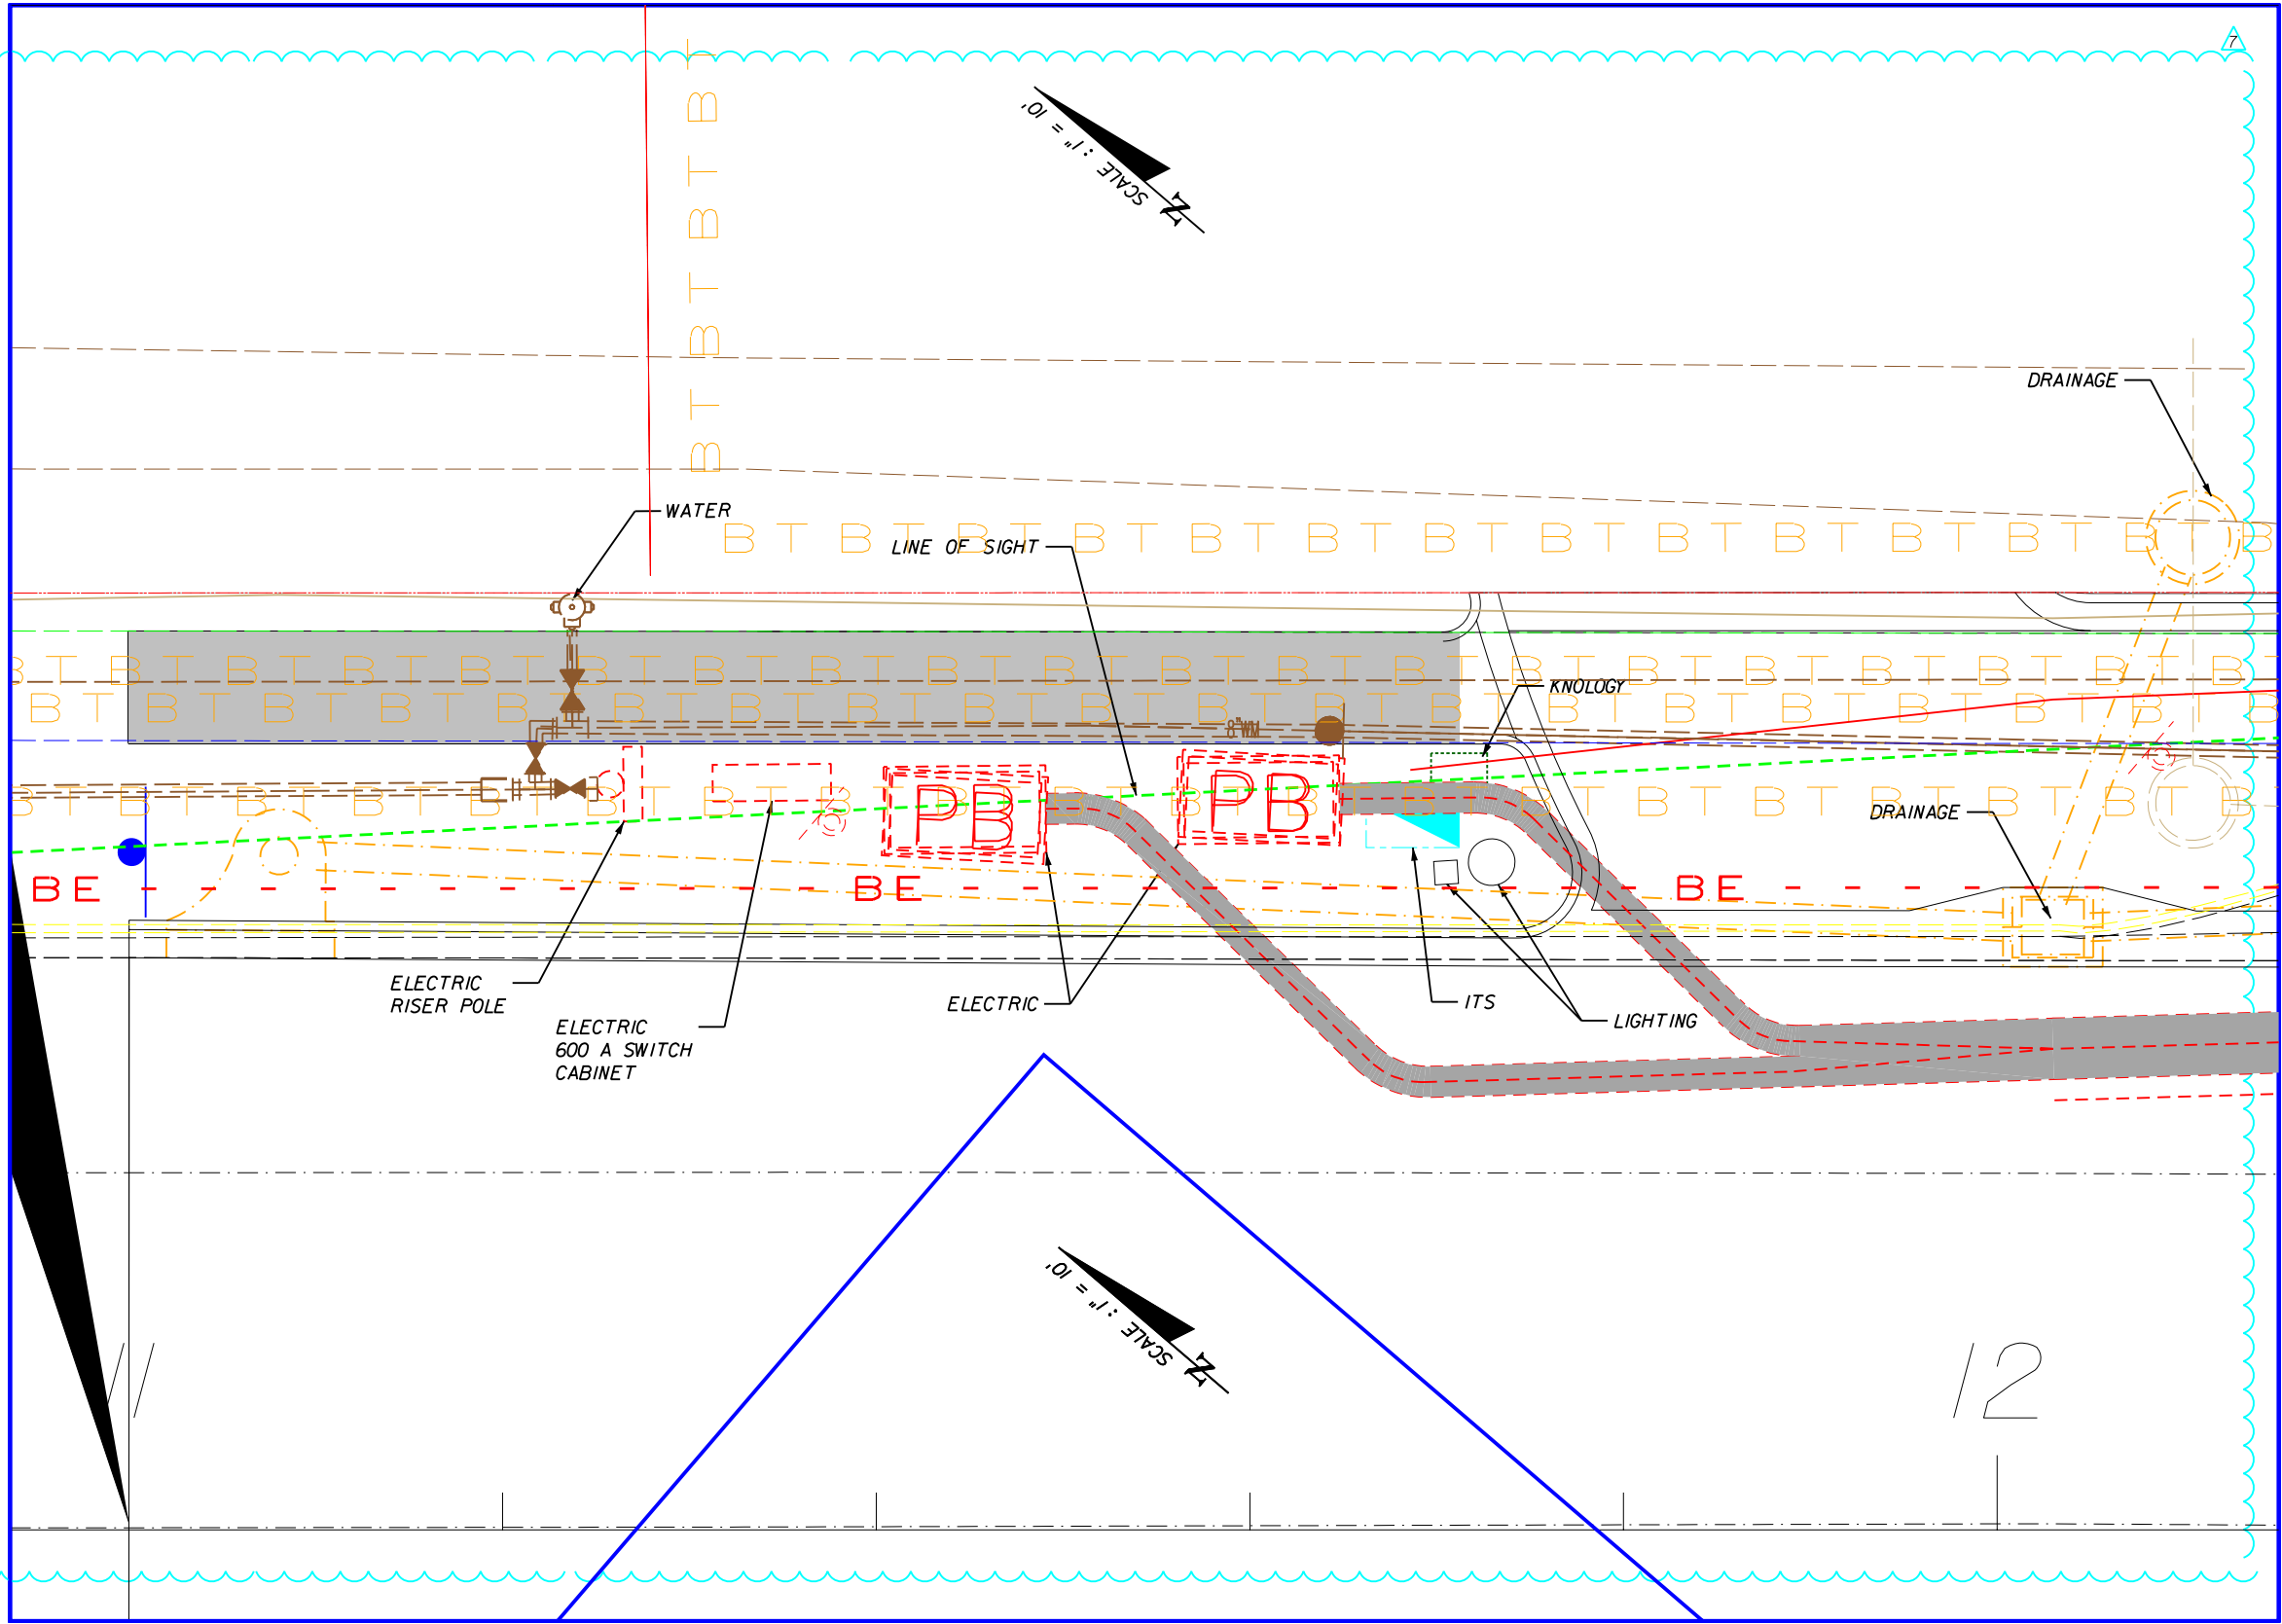 7
SCALE : 1" = 10'
N
B T B T B T B T
DRAINAGE
WATER
B T B T B T B T B T B T B T B T B T B T B T B T B T B
LINE OF SIGHT
B T B T B T B T B T B T B T B T B T B T B T B T B T B T B T B T B T B T B T B
KNOLOGY
B T B T B T B T B T B T B T B T B T B T B T B T B T B T B T B T B T B T B T B
8"WM
PB
PB
B T B T B T B T B T B T B T B T B T B T B T B T B T B T B T B T B T B T B T B
DRAINAGE
BE
BE
BE
ELECTRIC
RISER POLE
ELECTRIC
ITS
LIGHTING
ELECTRIC
600 A SWITCH
CABINET
SCALE : 1" = 10'
N
11
12